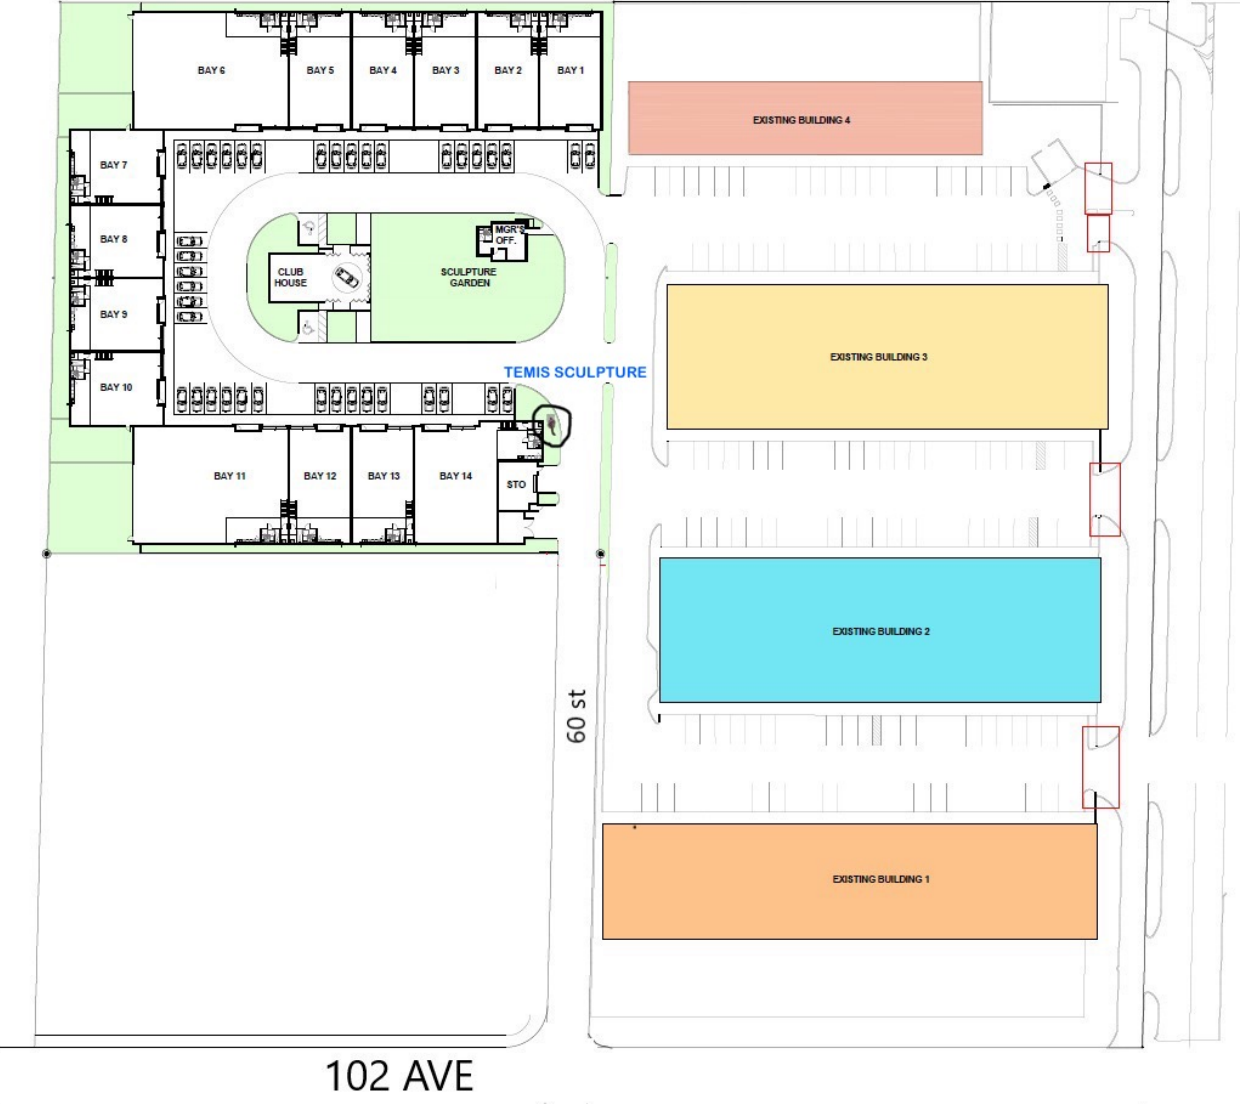 BAY 6
BAY 5
BAY 4
BAY 3
BAY 2
BAY 1
EXISTING BUILDING 4
BAY 7
BAY 8
BAY 9
BAY 10
CLUB
HOUSE
SCULPTURE
GARDEN
MGR'S
OFF.
TEMIS SCULPTURE
EXISTING BUILDING 3
BAY 11
BAY 12
BAY 13
BAY 14
STO
EXISTING BUILDING 2
60 st
EXISTING BUILDING 1
102 AVE